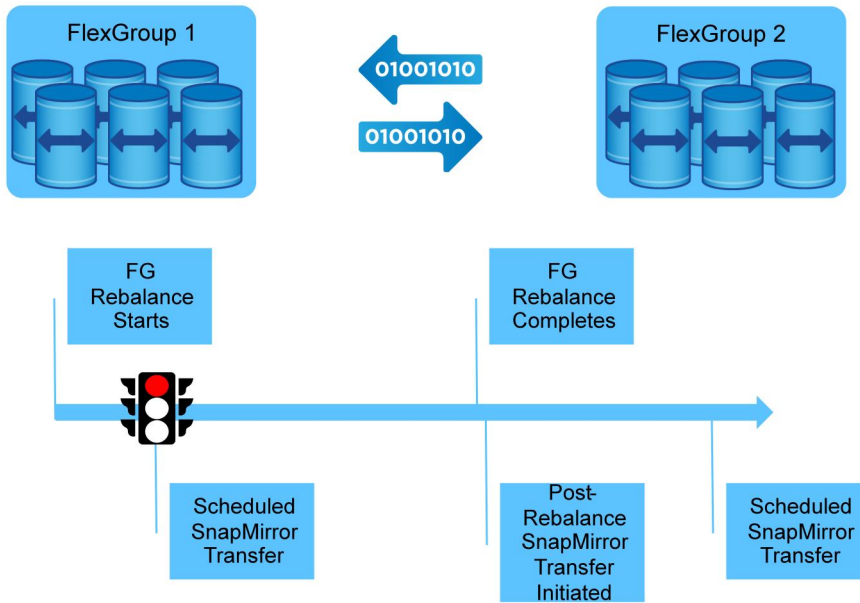 FlexGroup 1
FlexGroup 2
01001010
01001010
FG
Rebalance
Starts
FG
Rebalance
Completes
Scheduled
SnapMirror
Transfer
Post-
Rebalance
SnapMirror
Transfer
Initiated
Scheduled
SnapMirror
Transfer